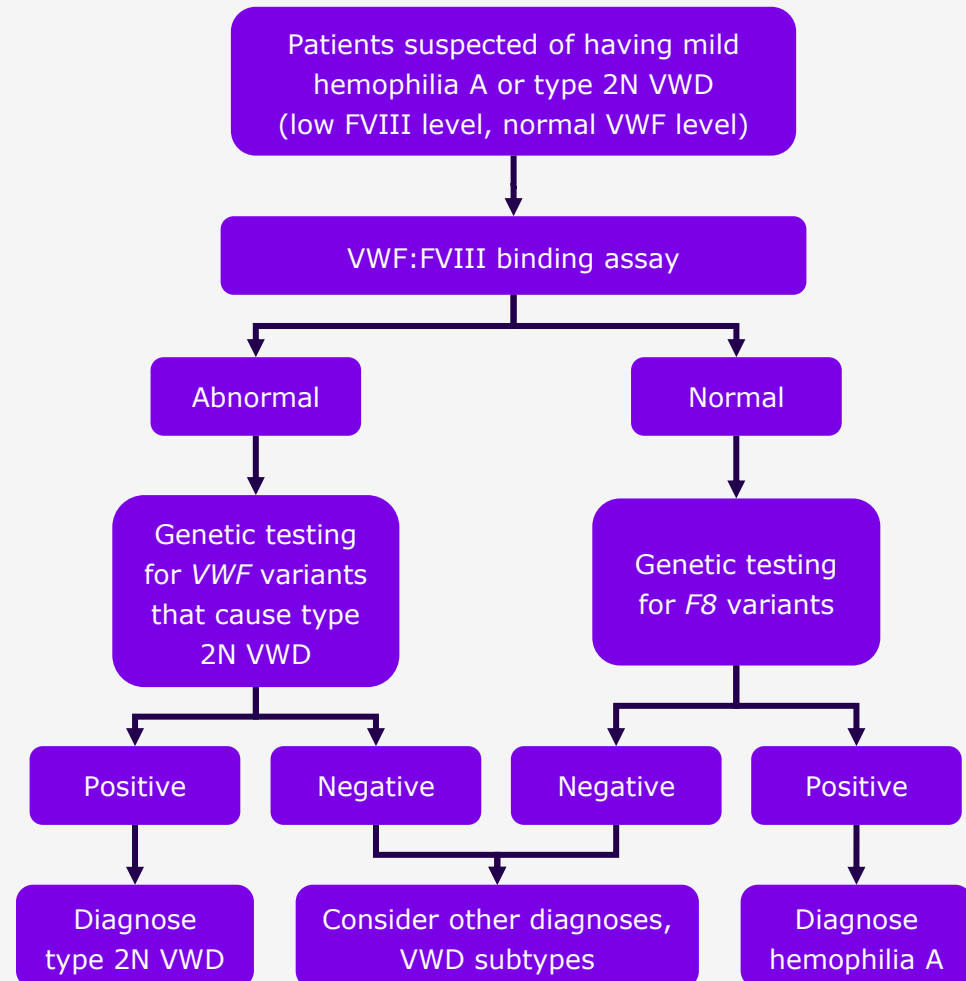 Patients suspected of having mild
hemophilia A or type 2N VWD
(low FVIII level, normal VWF level)
VWF:FVIII binding assay
Abnormal
Normal
Genetic testing
for VWF variants
that cause type
2N VWD
Genetic testing
for F8 variants
Positive
Negative
Negative
Positive
Diagnose
type 2N VWD
Consider other diagnoses,
VWD subtypes
Diagnose
hemophilia A